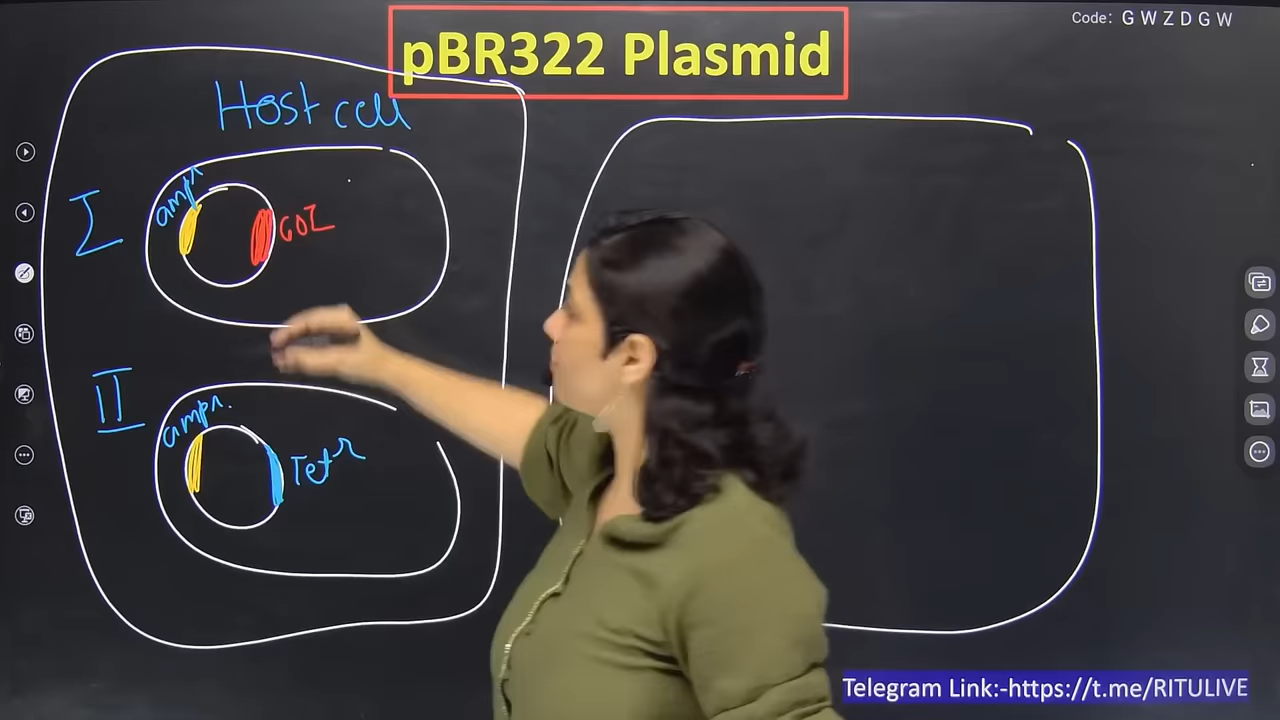 Code: GWZDGW
pBR322 Plasmid
Host cell
I
ampr
GOI
II
ampr.
Tetr
Telegram Link:-https://t.me/RITULIVE